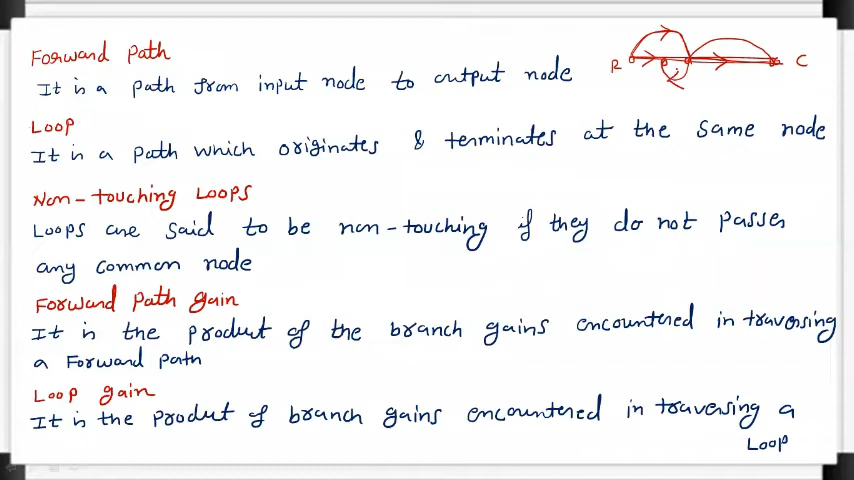 Forward Path
It is a path from input node to output node
R C
Loop
It is a path which originates & terminates at the same node
Non-touching Loops
Loops are said to be non-touching if they do not passes
any common node
Forward Path gain
It is the product of the branch gains encountered in traversing
a Forward path
Loop gain
It is the product of branch gains encountered in traversing a
Loop